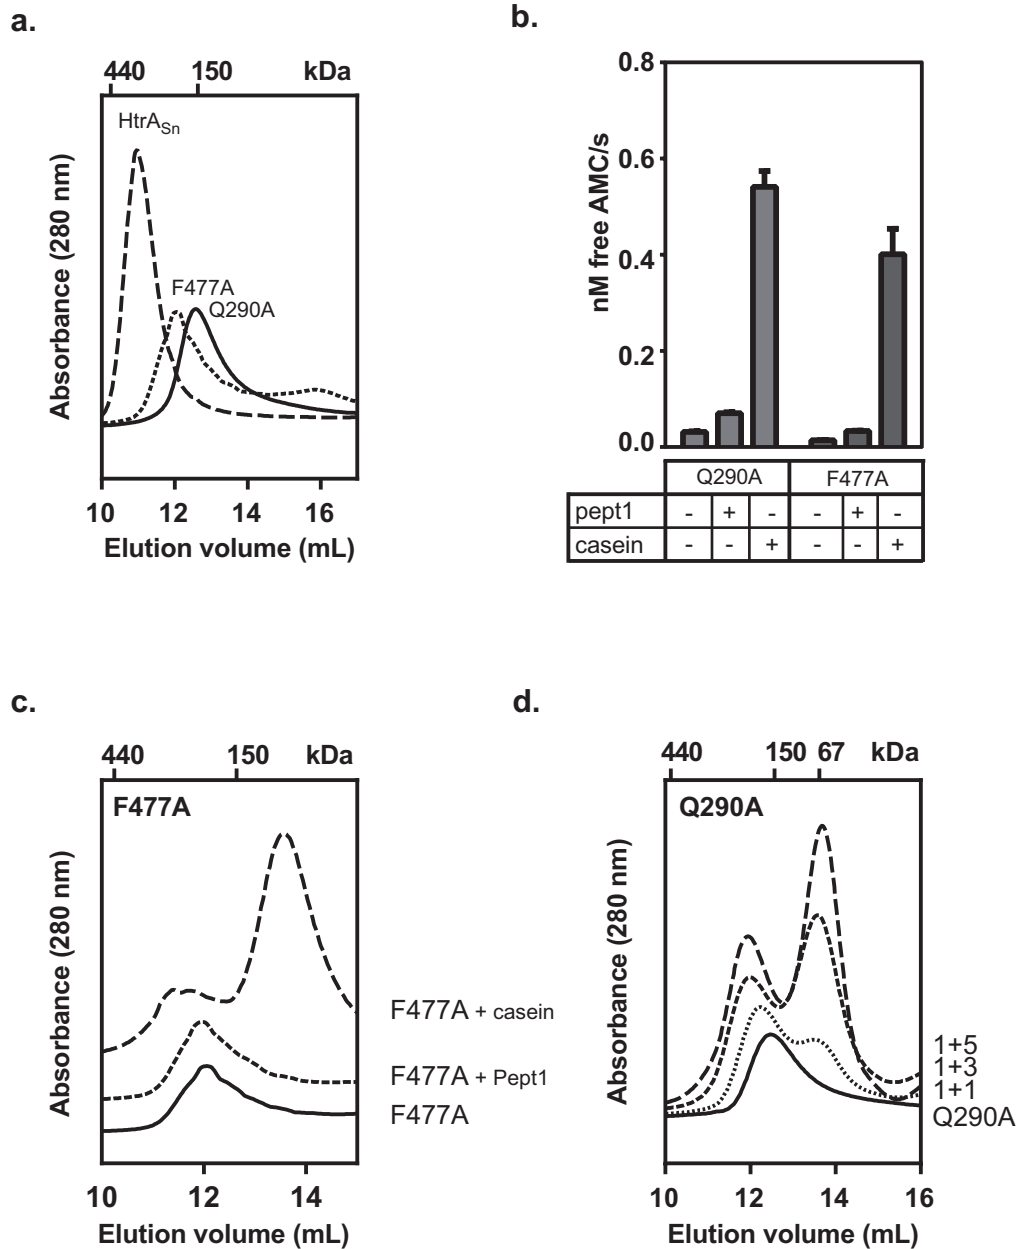 a.
440 150 kDa
HtrASn
F477A
Q290A
Absorbance (280 nm)
10 12 14 16
Elution volume (mL)
b.
0.8
0.6
0.4
0.2
0.0
nM free AMC/s
Q290A F477A
pept1 - + - - + -
casein - - + - - +
c.
440 150 kDa
F477A
Absorbance (280 nm)
F477A + casein
F477A + Pept1
F477A
10 12 14
Elution volume (mL)
d.
440 150 67 kDa
Q290A
Absorbance (280 nm)
1+5
1+3
1+1
Q290A
10 12 14 16
Elution volume (mL)